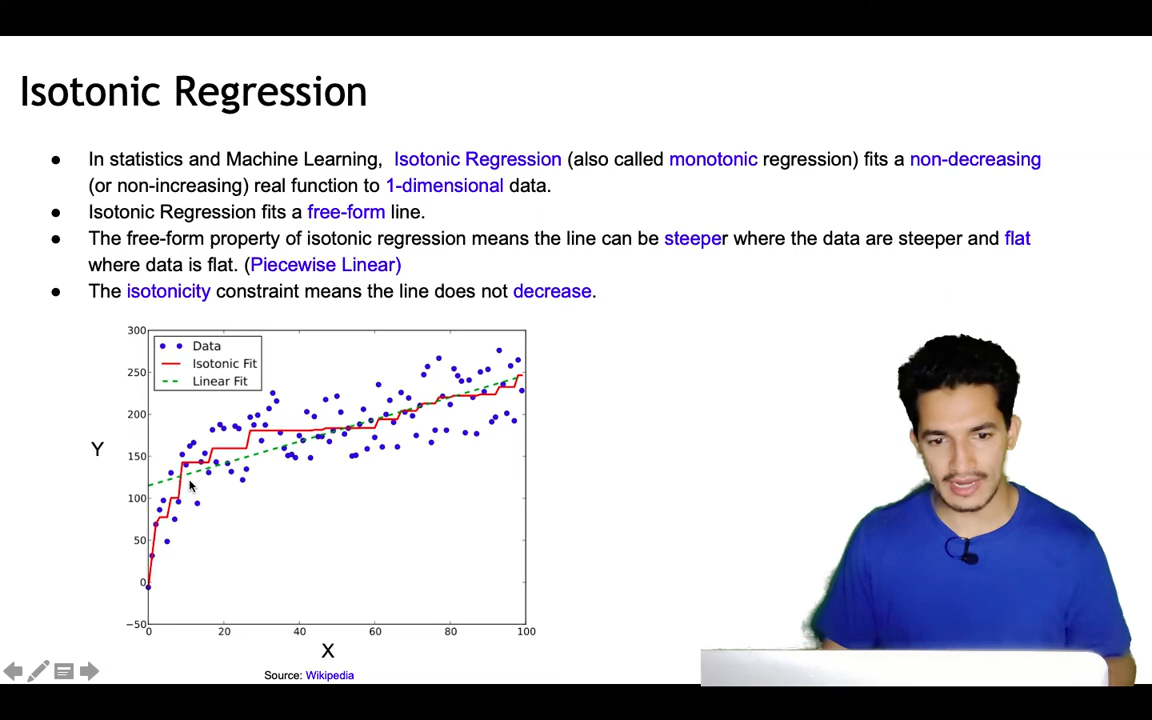 Isotonic Regression
● In statistics and Machine Learning, Isotonic Regression (also called monotonic regression) fits a non-decreasing
(or non-increasing) real function to 1-dimensional data.
● Isotonic Regression fits a free-form line.
● The free-form property of isotonic regression means the line can be steeper where the data are steeper and flat
where data is flat. (Piecewise Linear)
● The isotonicity constraint means the line does not decrease.
300
250
200
150
100
50
0
−50
Data
Isotonic Fit
Linear Fit
Y
0 20 40 60 80 100
X
Source: Wikipedia